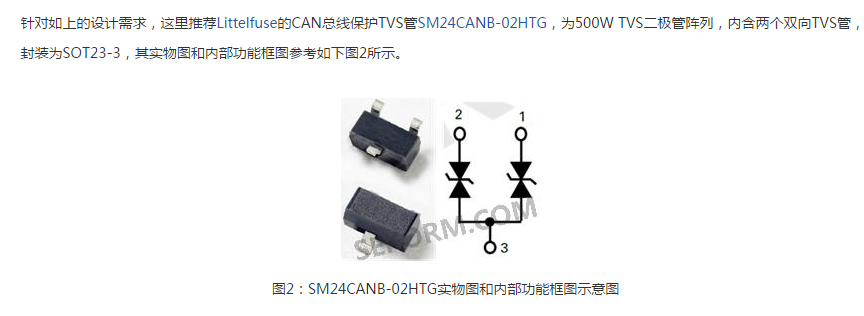 针对如上的设计需求，这里推荐Littelfuse的CAN总线保护TVS管SM24CANB-02HTG，为500W TVS二极管阵列，内含两个双向TVS管，
封装为SOT23-3，其实物图和内部功能框图参考如下图2所示。
2 1
3
SEKORM.COM
图2：SM24CANB-02HTG实物图和内部功能框图示意图